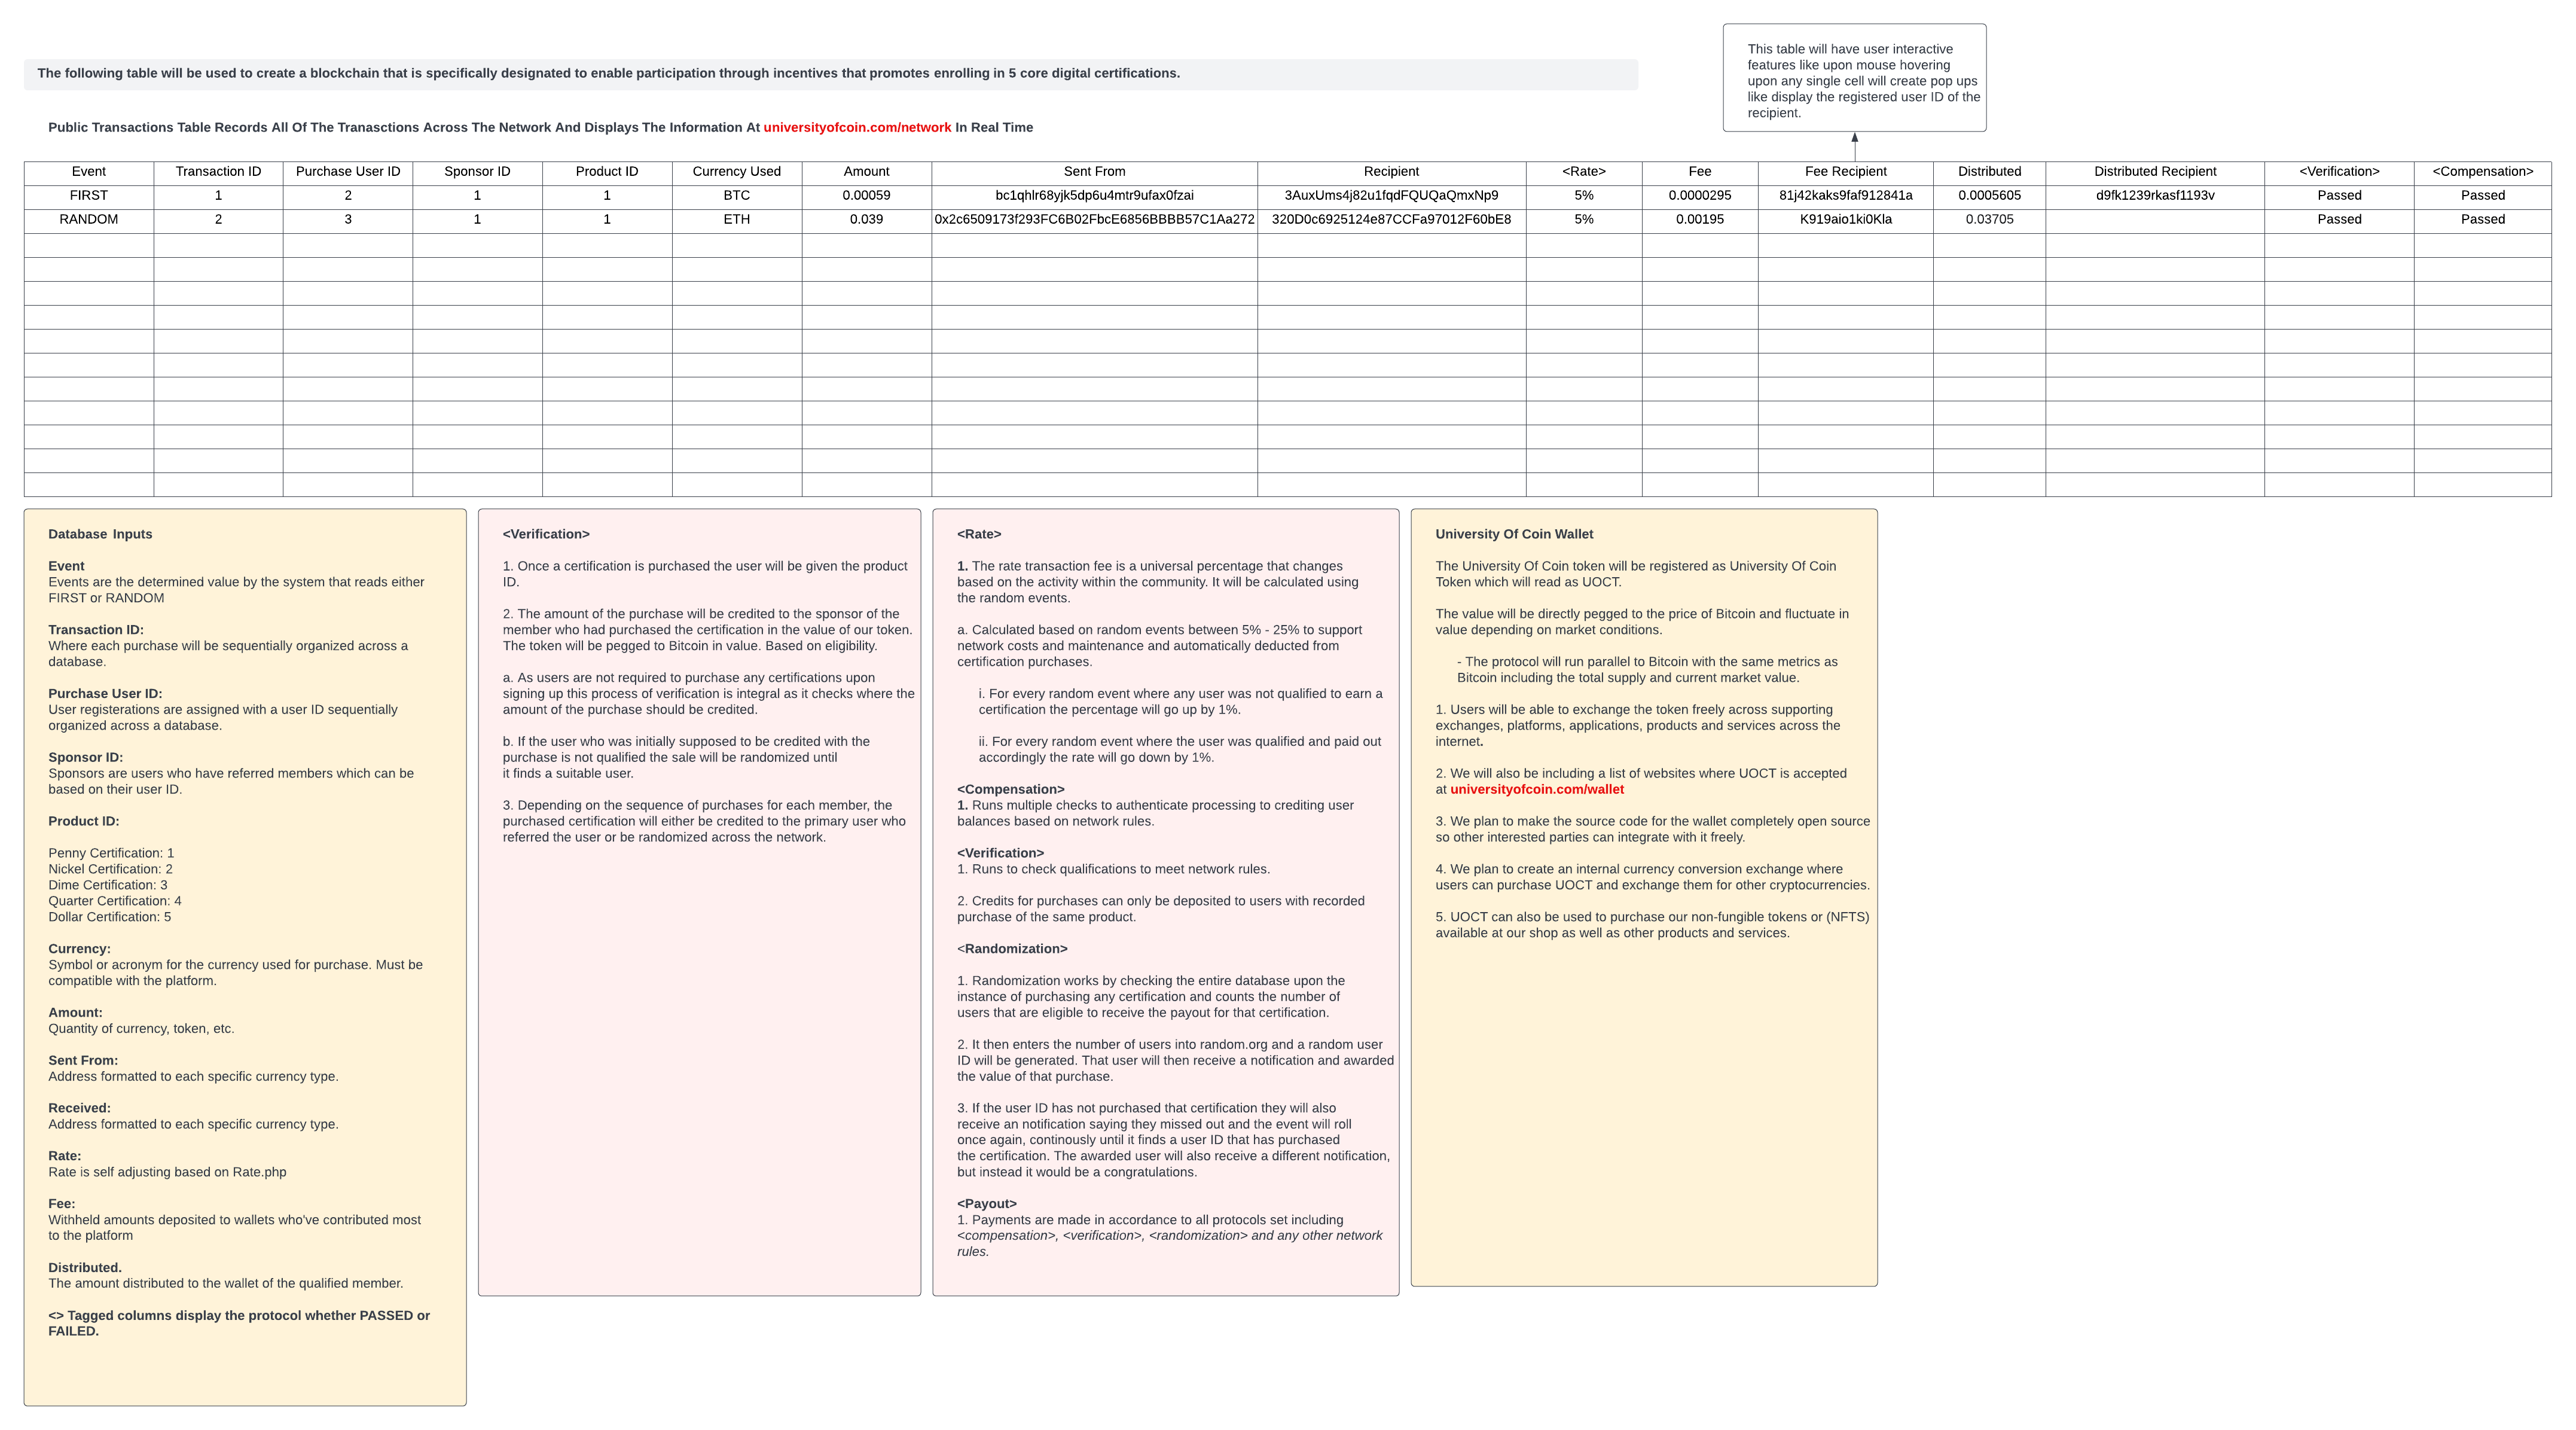 This table will have user interactive
features like upon mouse hovering
upon any single cell will create pop ups
like display the registered user ID of the
recipient.
The following table will be used to create a blockchain that is specifically designated to enable participation through incentives that promotes enrolling in 5 core digital certifications.
Public Transactions Table Records All Of The Tranasctions Across The Network And Displays The Information At universityofcoin.com/network In Real Time
Event Transaction ID Purchase User ID Sponsor ID Product ID Currency Used Amount Sent From Recipient <Rate> Fee Fee Recipient Distributed Distributed Recipient <Verification> <Compensation>
FIRST 1 2 1 1 BTC 0.00059 bc1qhlr68yjk5dp6u4mtr9ufax0fzai 3AuxUms4j82u1fqdFQUQaQmxNp9 5% 0.0000295 81j42kaks9faf912841a 0.0005605 d9fk1239rkasf1193v Passed Passed
RANDOM 2 3 1 1 ETH 0.039 0x2c6509173f293FC6B02FbcE6856BBBB57C1Aa272 320D0c6925124e87CCFa97012F60bE8 5% 0.00195 K919aio1ki0Kla 0.03705 Passed Passed
Database Inputs
Event
Events are the determined value by the system that reads either
FIRST or RANDOM
Transaction ID:
Where each purchase will be sequentially organized across a
database.
Purchase User ID:
User registerations are assigned with a user ID sequentially
organized across a database.
Sponsor ID:
Sponsors are users who have referred members which can be
based on their user ID.
Product ID:
Penny Certification: 1
Nickel Certification: 2
Dime Certification: 3
Quarter Certification: 4
Dollar Certification: 5
Currency:
Symbol or acronym for the currency used for purchase. Must be
compatible with the platform.
Amount:
Quantity of currency, token, etc.
Sent From:
Address formatted to each specific currency type.
Received:
Address formatted to each specific currency type.
Rate:
Rate is self adjusting based on Rate.php
Fee:
Withheld amounts deposited to wallets who've contributed most
to the platform
Distributed.
The amount distributed to the wallet of the qualified member.
<> Tagged columns display the protocol whether PASSED or
FAILED.
<Verification>
1. Once a certification is purchased the user will be given the product
ID.
2. The amount of the purchase will be credited to the sponsor of the
member who had purchased the certification in the value of our token.
The token will be pegged to Bitcoin in value. Based on eligibility.
a. As users are not required to purchase any certifications upon
signing up this process of verification is integral as it checks where the
amount of the purchase should be credited.
b. If the user who was initially supposed to be credited with the
purchase is not qualified the sale will be randomized until
it finds a suitable user.
3. Depending on the sequence of purchases for each member, the
purchased certification will either be credited to the primary user who
referred the user or be randomized across the network.
<Rate>
1. The rate transaction fee is a universal percentage that changes
based on the activity within the community. It will be calculated using
the random events.
a. Calculated based on random events between 5% - 25% to support
network costs and maintenance and automatically deducted from
certification purchases.
i. For every random event where any user was not qualified to earn a
certification the percentage will go up by 1%.
ii. For every random event where the user was qualified and paid out
accordingly the rate will go down by 1%.
<Compensation>
1. Runs multiple checks to authenticate processing to crediting user
balances based on network rules.
<Verification>
1. Runs to check qualifications to meet network rules.
2. Credits for purchases can only be deposited to users with recorded
purchase of the same product.
<Randomization>
1. Randomization works by checking the entire database upon the
instance of purchasing any certification and counts the number of
users that are eligible to receive the payout for that certification.
2. It then enters the number of users into random.org and a random user
ID will be generated. That user will then receive a notification and awarded
the value of that purchase.
3. If the user ID has not purchased that certification they will also
receive an notification saying they missed out and the event will roll
once again, continously until it finds a user ID that has purchased
the certification. The awarded user will also receive a different notification,
but instead it would be a congratulations.
<Payout>
1. Payments are made in accordance to all protocols set including
<compensation>, <verification>, <randomization> and any other network
rules.
University Of Coin Wallet
The University Of Coin token will be registered as University Of Coin
Token which will read as UOCT.
The value will be directly pegged to the price of Bitcoin and fluctuate in
value depending on market conditions.
- The protocol will run parallel to Bitcoin with the same metrics as
Bitcoin including the total supply and current market value.
1. Users will be able to exchange the token freely across supporting
exchanges, platforms, applications, products and services across the
internet.
2. We will also be including a list of websites where UOCT is accepted
at universityofcoin.com/wallet
3. We plan to make the source code for the wallet completely open source
so other interested parties can integrate with it freely.
4. We plan to create an internal currency conversion exchange where
users can purchase UOCT and exchange them for other cryptocurrencies.
5. UOCT can also be used to purchase our non-fungible tokens or (NFTS)
available at our shop as well as other products and services.